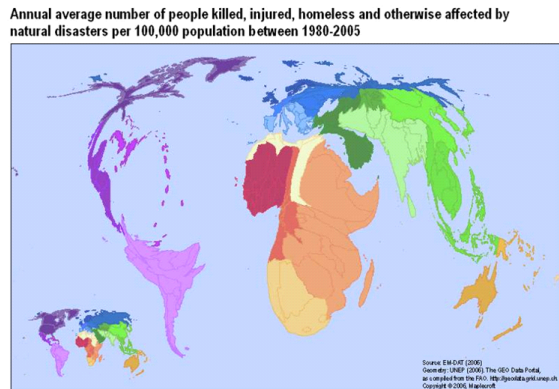 Annual average number of people killed, injured, homeless and otherwise affected by
natural disasters per 100,000 population between 1980-2005
Source: EM-DAT (2006)
Geometry: UNEP (2006), The GEO Data Portal,
as compiled from the FAO. http://geodata.grid.unep.ch
Copyright © 2006, Maplecroft